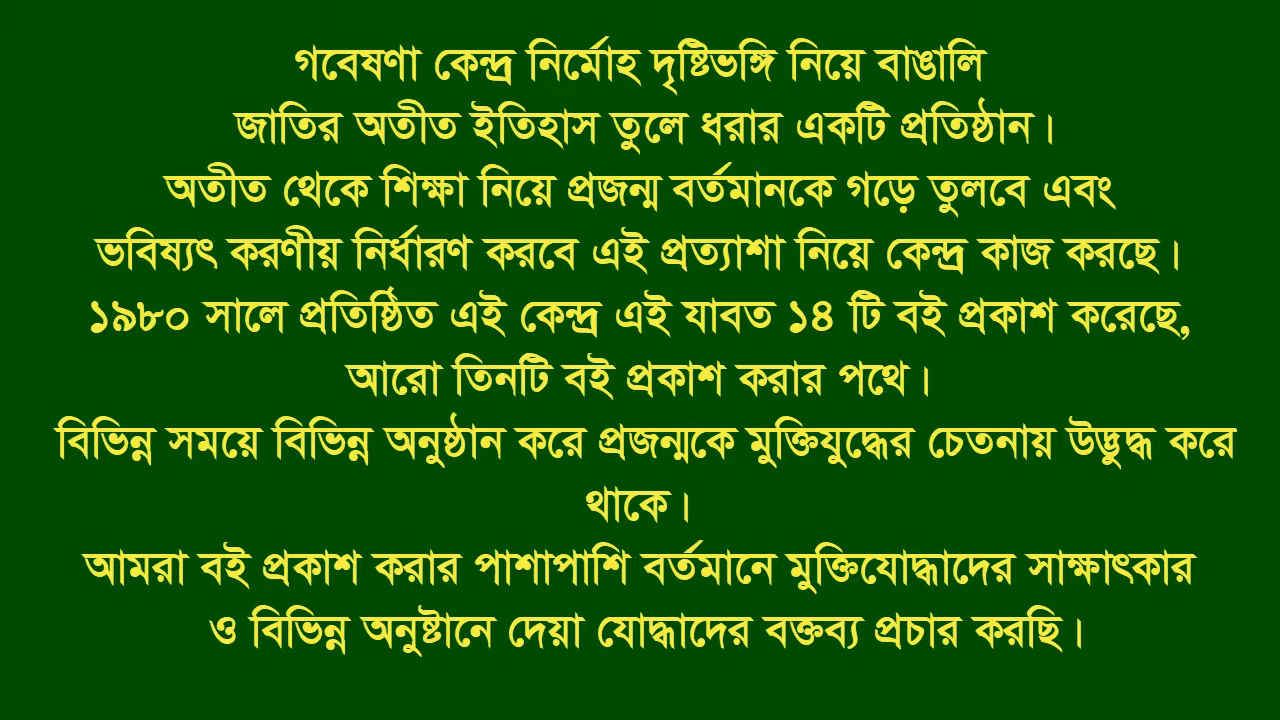 গবেষণা কেন্দ্র নির্মোহ দৃষ্টিভঙ্গি নিয়ে বাঙালি
জাতির অতীত ইতিহাস তুলে ধরার একটি প্রতিষ্ঠান।
অতীত থেকে শিক্ষা নিয়ে প্রজন্ম বর্তমানকে গড়ে তুলবে এবং
ভবিষ্যৎ করণীয় নির্ধারণ করবে এই প্রত্যাশা নিয়ে কেন্দ্র কাজ করছে।
১৯৮০ সালে প্রতিষ্ঠিত এই কেন্দ্র এই যাবত ১৪ টি বই প্রকাশ করেছে,
আরো তিনটি বই প্রকাশ করার পথে।
বিভিন্ন সময়ে বিভিন্ন অনুষ্ঠান করে প্রজন্মকে মুক্তিযুদ্ধের চেতনায় উদ্ভুদ্ধ করে
থাকে।
আমরা বই প্রকাশ করার পাশাপাশি বর্তমানে মুক্তিযোদ্ধাদের সাক্ষাৎকার
ও বিভিন্ন অনুষ্টানে দেয়া যোদ্ধাদের বক্তব্য প্রচার করছি।